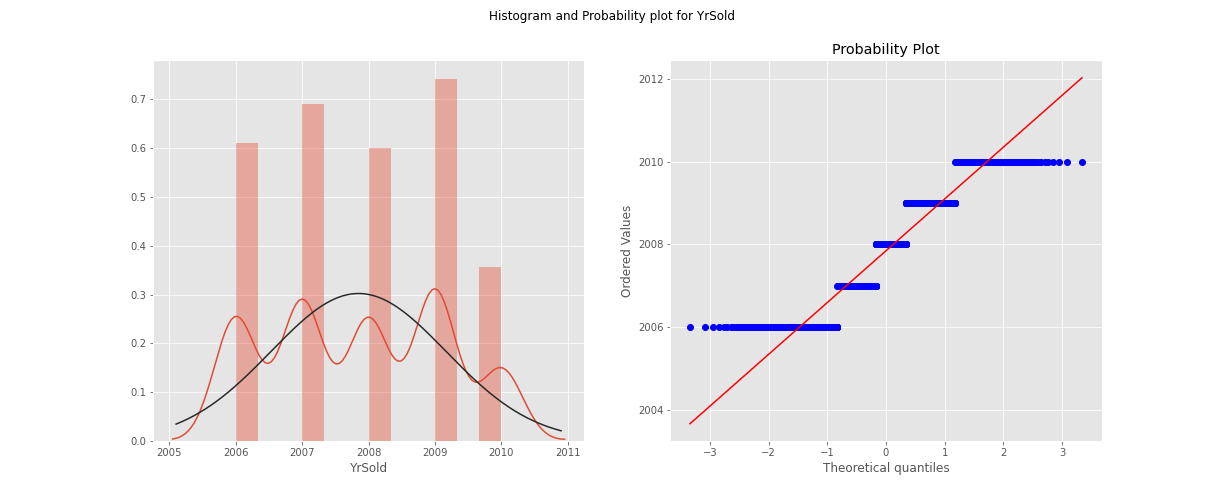 Histogram and Probability plot for YrSold
0.7
0.6
0.5
0.4
0.3
0.2
0.1
0.0
2005 2006 2007 2008 2009 2010 2011
YrSold
Probability Plot
Ordered Values
2012
2010
2008
2006
2004
−3 −2 −1 0 1 2 3
Theoretical quantiles